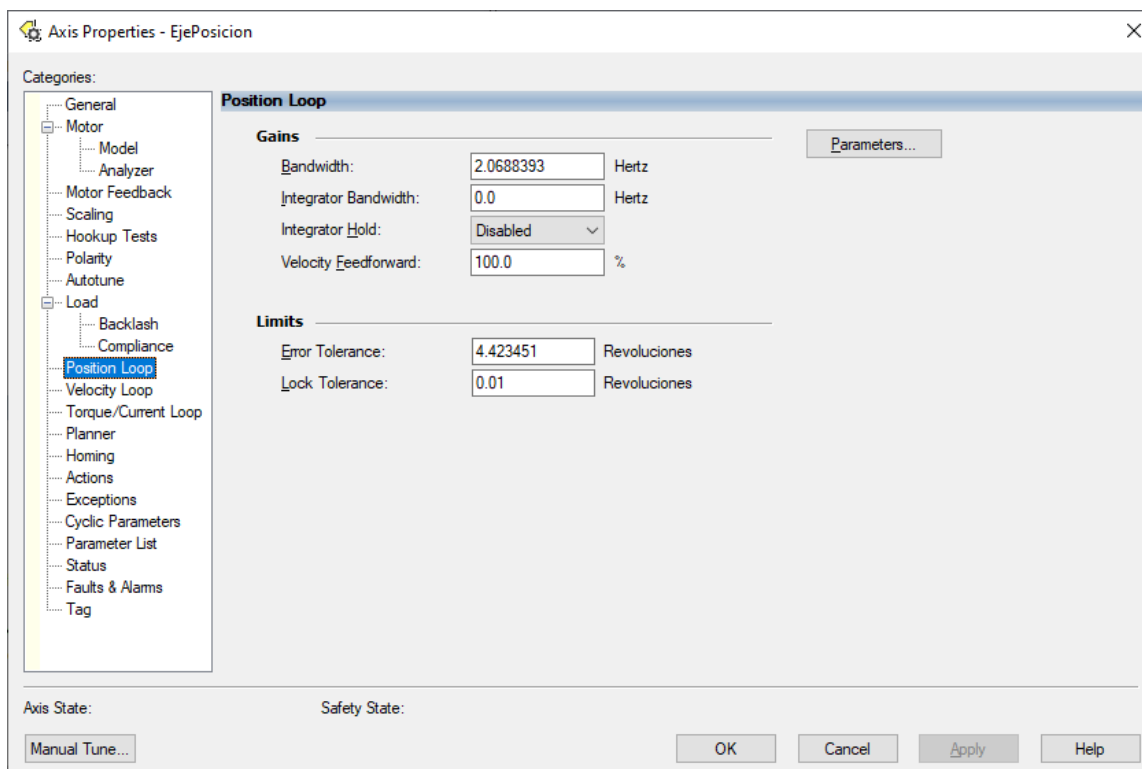 Axis Properties - EjePosicion
Categories:
General
Motor
Model
Analyzer
Motor Feedback
Scaling
Hookup Tests
Polarity
Autotune
Load
Backlash
Compliance
Position Loop
Velocity Loop
Torque/Current Loop
Planner
Homing
Actions
Exceptions
Cyclic Parameters
Parameter List
Status
Faults & Alarms
Tag
Position Loop
Gains
Parameters...
Bandwidth: 2.0688393 Hertz
Integrator Bandwidth: 0.0 Hertz
Integrator Hold: Disabled
Velocity Feedforward: 100.0 %
Limits
Error Tolerance: 4.423451 Revoluciones
Lock Tolerance: 0.01 Revoluciones
Axis State: Safety State:
Manual Tune... OK Cancel Apply Help